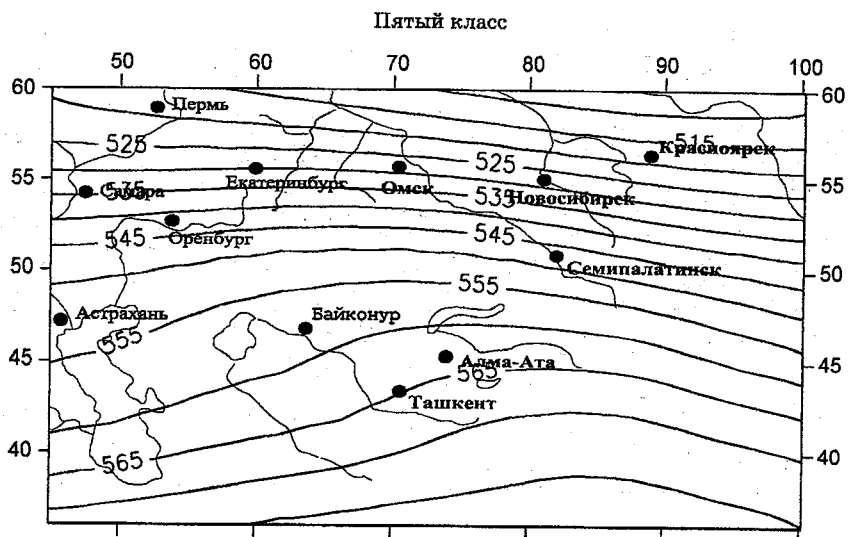 Пятый класс
50 60 70 80 90 100
60 60
Пермь
525 515
Красноярск
525
55 55
Екатеринбург
Омск
Самара
535
535
Новосибирск
Оренбург
545 545
50 50
Семипалатинск
555
Астрахань
Байконур
555
45 45
Алма-Ата
565
Ташкент
565
40 40